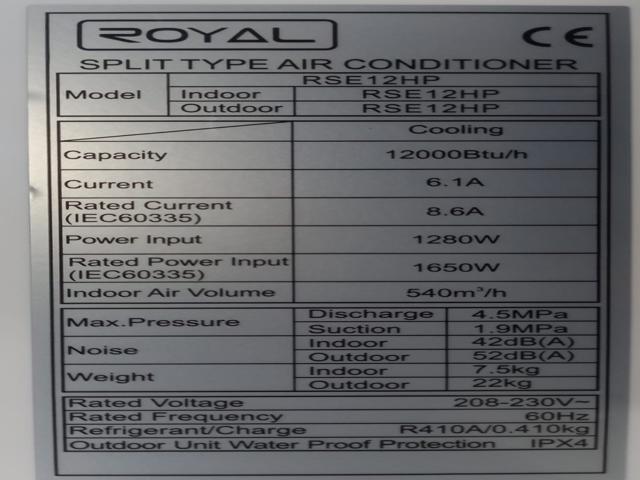 ROYAL CE
SPLIT TYPE AIR CONDITIONER
Model RSE12HP
Indoor RSE12HP
Outdoor RSE12HP
Cooling
Capacity 12000Btu/h
Current 6.1A
Rated Current (IEC60335) 8.6A
Power Input 1280W
Rated Power Input (IEC60335) 1650W
Indoor Air Volume 540m³/h
Max.Pressure Discharge 4.5MPa
Suction 1.9MPa
Noise Indoor 42dB(A)
Outdoor 52dB(A)
Weight Indoor 7.5kg
Outdoor 22kg
Rated Voltage 208-230V~
Rated Frequency 60Hz
Refrigerant/Charge R410A/0.410kg
Outdoor Unit Water Proof Protection IPX4